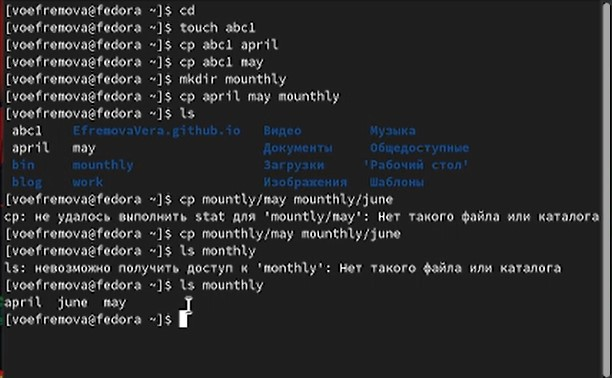 [voefremova@fedora ~]$ cd
[voefremova@fedora ~]$ touch abc1
[voefremova@fedora ~]$ cp abc1 april
[voefremova@fedora ~]$ cp abc1 may
[voefremova@fedora ~]$ mkdir mounthly
[voefremova@fedora ~]$ cp april may mounthly
[voefremova@fedora ~]$ ls
abc1 EfremovaVera.github.io Видео Музыка
april may Документы Общедоступные
bin mounthly Загрузки 'Рабочий стол'
blog work Изображения Шаблоны
[voefremova@fedora ~]$ cp mountly/may mounthly/june
cp: не удалось выполнить stat для 'mountly/may': Нет такого файла или каталога
[voefremova@fedora ~]$ cp mounthly/may mounthly/june
[voefremova@fedora ~]$ ls monthly
ls: невозможно получить доступ к 'monthly': Нет такого файла или каталога
[voefremova@fedora ~]$ ls mounthly
april june may
[voefremova@fedora ~]$